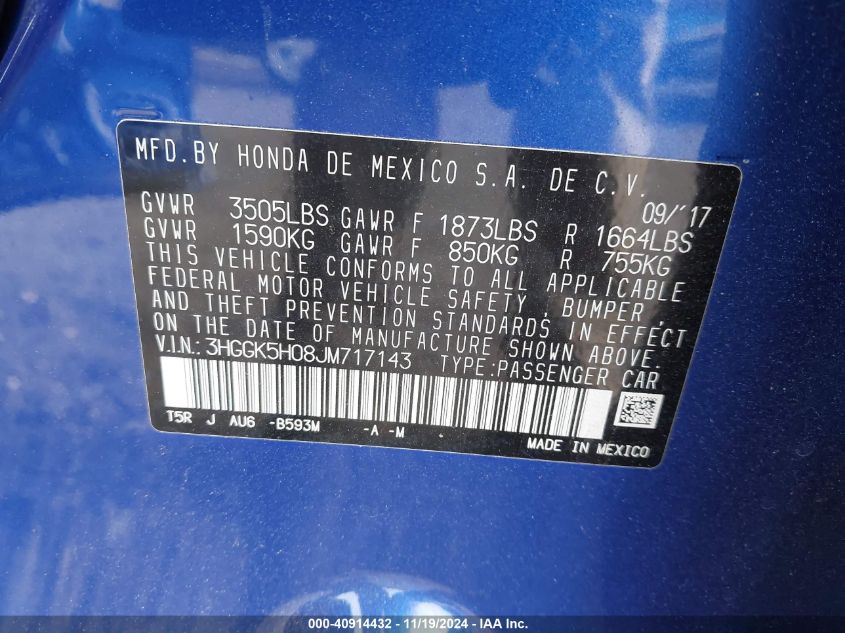 MFD. BY HONDA DE MEXICO S.A. DE C.V.
09/'17
GVWR 3505LBS GAWR F 1873LBS R 1664LBS
GVWR 1590KG GAWR F 850KG R 755KG
THIS VEHICLE CONFORMS TO ALL APPLICABLE
FEDERAL MOTOR VEHICLE SAFETY, BUMPER,
AND THEFT PREVENTION STANDARDS IN EFFECT
ON THE DATE OF MANUFACTURE SHOWN ABOVE.
V.I.N.: 3HGGK5H08JM717143 TYPE:PASSENGER CAR
T5R J AU6 -B593M -A -M .
MADE IN MEXICO
000-40914432 - 11/19/2024 - IAA Inc.